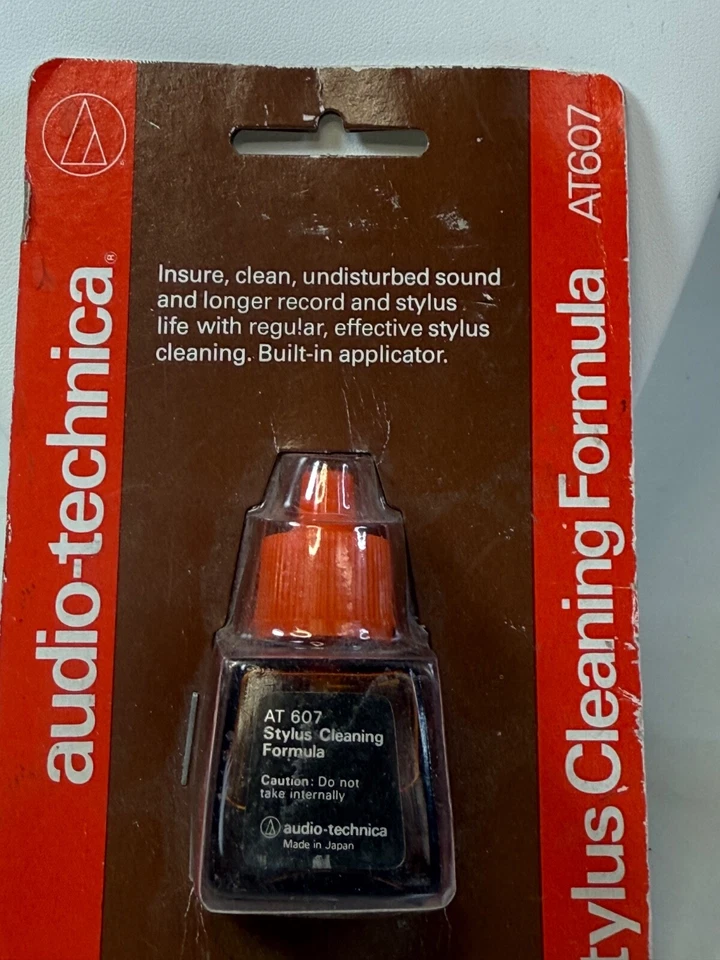 audio-technica®
Insure, clean, undisturbed sound
and longer record and stylus
life with regular, effective stylus
cleaning. Built-in applicator.
AT 607
Stylus Cleaning
Formula
Caution: Do not
take internally
audio-technica
Made in Japan
tylus Cleaning Formula AT607